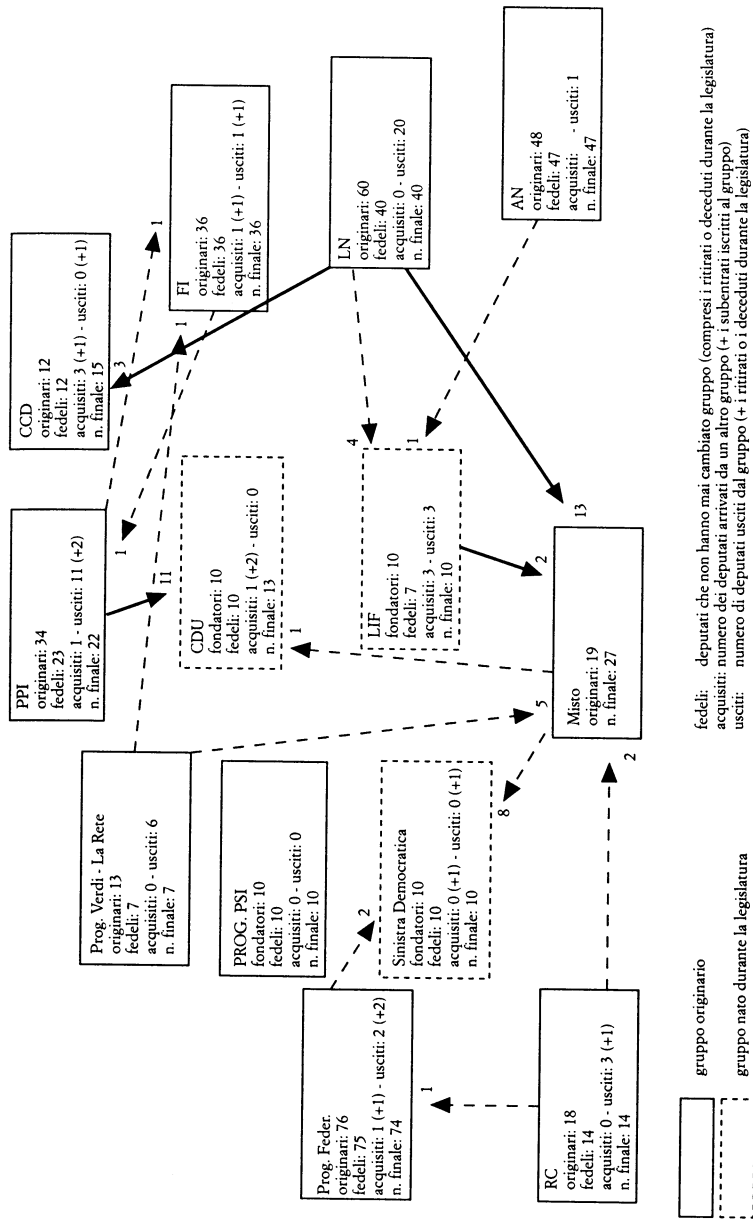 CCD
originari: 12
fedeli: 12
acquisiti: 3 (+1) - usciti: 0 (+1)
n. finale: 15
3
1
PPI
originari: 34
fedeli: 23
acquisiti: 1 - usciti: 11 (+2)
n. finale: 22
1
11
FI
originari: 36
fedeli: 36
acquisiti: 1 (+1) - usciti: 1 (+1)
n. finale: 36
1
Prog. Verdi - La Rete
originari: 13
fedeli: 7
acquisiti: 0 - usciti: 6
n. finale: 7
CDU
fondatori: 10
fedeli: 10
acquisiti: 1 (+2) - usciti: 0
n. finale: 13
1
PROG. PSI
fondatori: 10
fedeli: 10
acquisiti: 0 - usciti: 0
n. finale: 10
LN
originari: 60
fedeli: 40
acquisiti: 0 - usciti: 20
n. finale: 40
4
1
Prog. Feder.
originari: 76
fedeli: 75
acquisiti: 1 (+1) - usciti: 2 (+2)
n. finale: 74
2
1
Sinistra Democratica
fondatori: 10
fedeli: 10
acquisiti: 0 (+1) - usciti: 0 (+1)
n. finale: 10
8
5
LIF
fondatori: 10
fedeli: 7
acquisiti: 3 - usciti: 3
n. finale: 10
2
13
AN
originari: 48
fedeli: 47
acquisiti: - usciti: 1
n. finale: 47
RC
originari: 18
fedeli: 14
acquisiti: 0 - usciti: 3 (+1)
n. finale: 14
2
Misto
originari: 19
n. finale: 27
gruppo originario
gruppo nato durante la legislatura
fedeli: deputati che non hanno mai cambiato gruppo (compresi i ritirati o deceduti durante la legislatura)
acquisiti: numero dei deputati arrivati da un altro gruppo (+ i subentrati iscritti al gruppo)
usciti: numero di deputati usciti dal gruppo (+ i ritirati o i deceduti durante la legislatura)